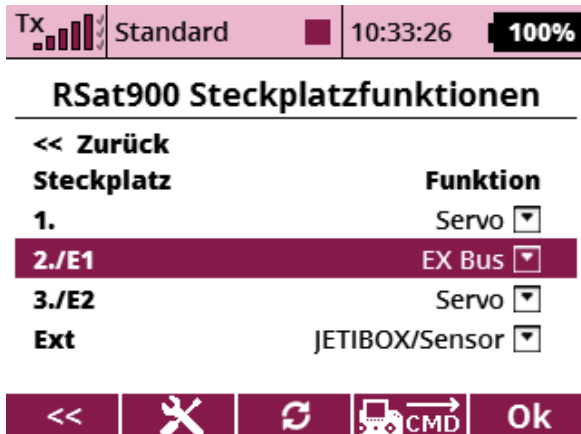 Tx Standard 10:33:26 100%
RSat900 Steckplatzfunktionen
<< Zurück
Steckplatz Funktion
1. Servo
2./E1 EX Bus
3./E2 Servo
Ext JETIBOX/Sensor
<< CMD Ok